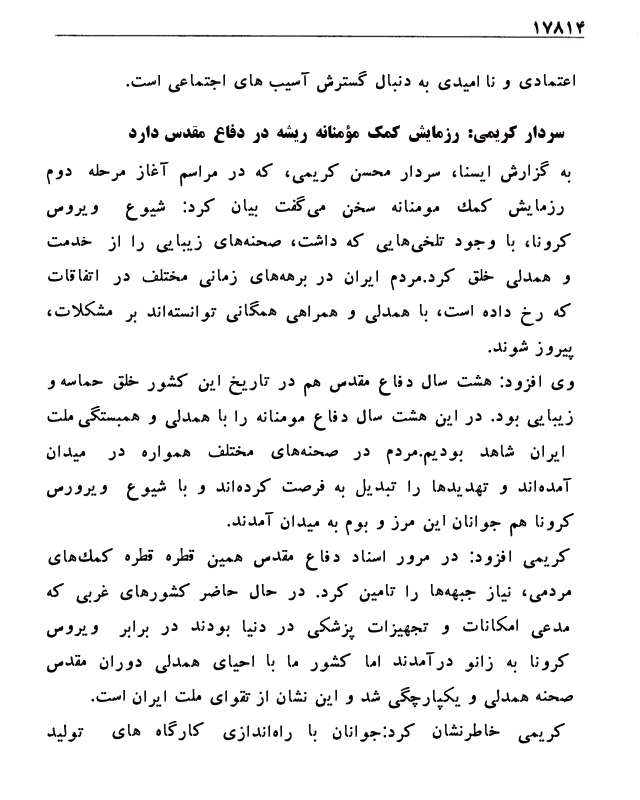 ۱۷۸۱۴
اعتمادی و نا امیدی به دنبال گسترش آسیب های اجتماعی است.
سردار کریمی: رزمایش کمک مؤمنانه ریشه در دفاع مقدس دارد
به گزارش ایسنا، سردار محسن کریمی، که در مراسم آغاز مرحله دوم
رزمایش کمك مومنانه سخن می‌گفت بیان کرد: شیوع ویروس
کرونا، با وجود تلخی‌هایی که داشت، صحنه‌های زیبایی را از خدمت
و همدلی خلق کرد.مردم ایران در برهه‌های زمانی مختلف در اتفاقات
که رخ داده است، با همدلی و همراهی همگانی توانسته‌اند بر مشکلات،
پیروز شوند.
وی افزود: هشت سال دفاع مقدس هم در تاریخ این کشور خلق حماسه و
زیبایی بود. در این هشت سال دفاع مومنانه را با همدلی و همبستگی ملت
ایران شاهد بودیم.مردم در صحنه‌های مختلف همواره در میدان
آمده‌اند و تهدیدها را تبدیل به فرصت کرده‌اند و با شیوع ویرورس
کرونا هم جوانان این مرز و بوم به میدان آمدند.
کریمی افزود: در مرور اسناد دفاع مقدس همین قطره قطره کمك‌های
مردمی، نیاز جبهه‌ها را تامین کرد. در حال حاضر کشورهای غربی که
مدعی امکانات و تجهیزات پزشکی در دنیا بودند در برابر ویروس
کرونا به زانو درآمدند اما کشور ما با احیای همدلی دوران مقدس
صحنه همدلی و یکپارچگی شد و این نشان از تقوای ملت ایران است.
کریمی خاطرنشان کرد:جوانان با راه‌اندازی کارگاه های تولید